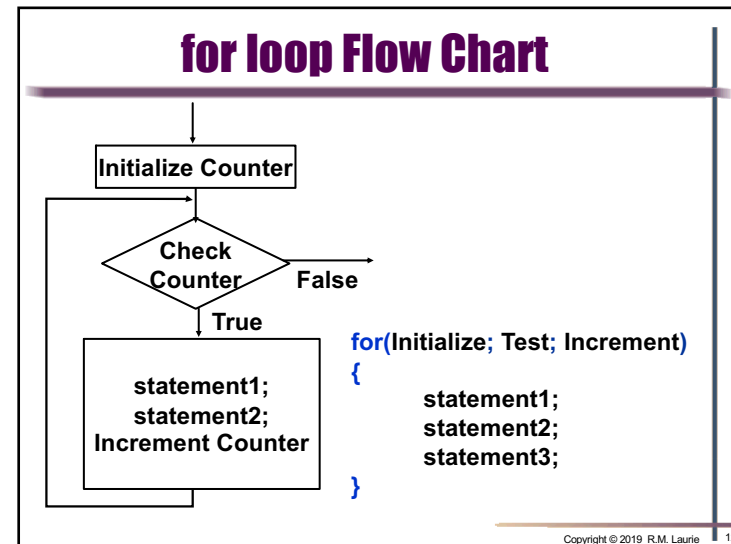 for loop Flow Chart
Initialize Counter
Check
Counter
False
True
statement1;
statement2;
Increment Counter
for(Initialize; Test; Increment)
{
statement1;
statement2;
statement3;
}
Copyright © 2019 R.M. Laurie 1